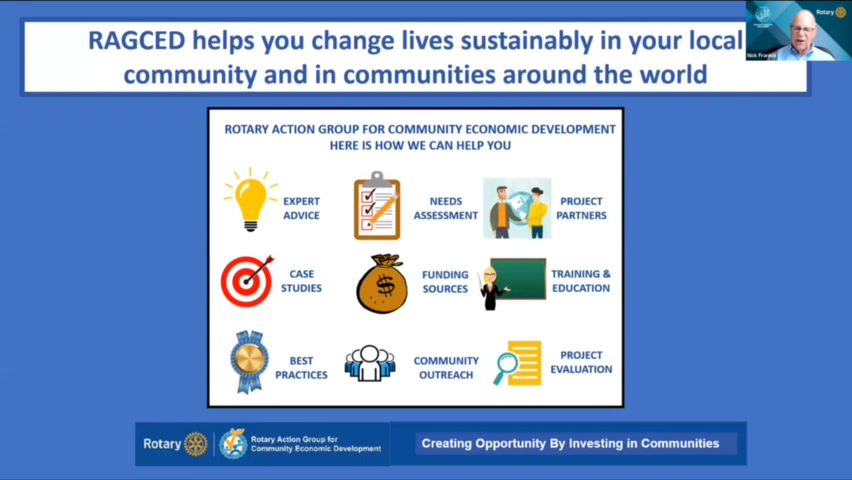 RAGCED helps you change lives sustainably in your local
community and in communities around the world
Rotary
ROTARY ACTION GROUP FOR COMMUNITY ECONOMIC DEVELOPMENT
HERE IS HOW WE CAN HELP YOU
EXPERT
ADVICE
NEEDS
ASSESSMENT
PROJECT
PARTNERS
CASE
STUDIES
FUNDING
SOURCES
TRAINING &
EDUCATION
BEST
PRACTICES
COMMUNITY
OUTREACH
PROJECT
EVALUATION
Rotary
Rotary Action Group for
Community Economic Development
Creating Opportunity By Investing in Communities